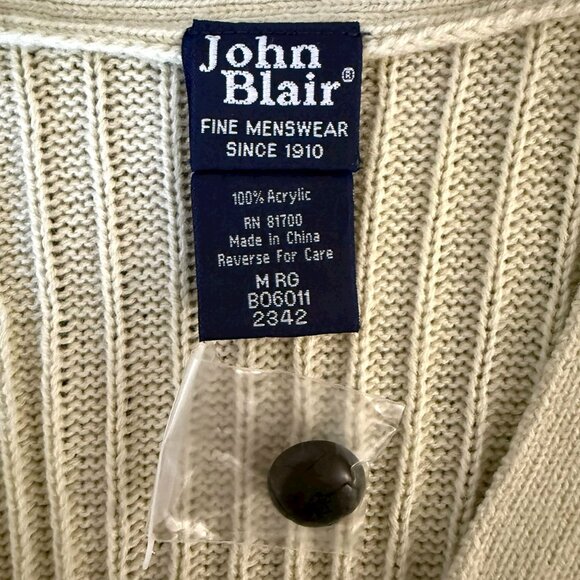 John
Blair®
FINE MENSWEAR
SINCE 1910
100% Acrylic
RN 81700
Made in China
Reverse For Care
M RG
B06011
2342